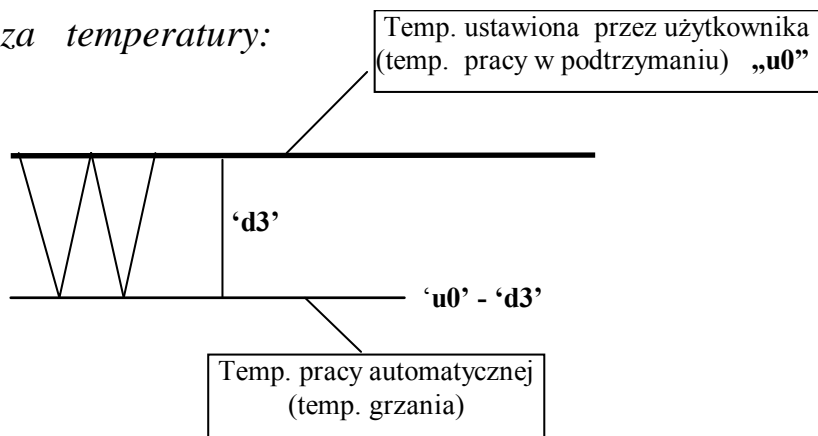 za temperatury:
Temp. ustawiona przez użytkownika
(temp. pracy w podtrzymaniu) „u0”
‘d3’
‘u0’ - ‘d3’
Temp. pracy automatycznej
(temp. grzania)